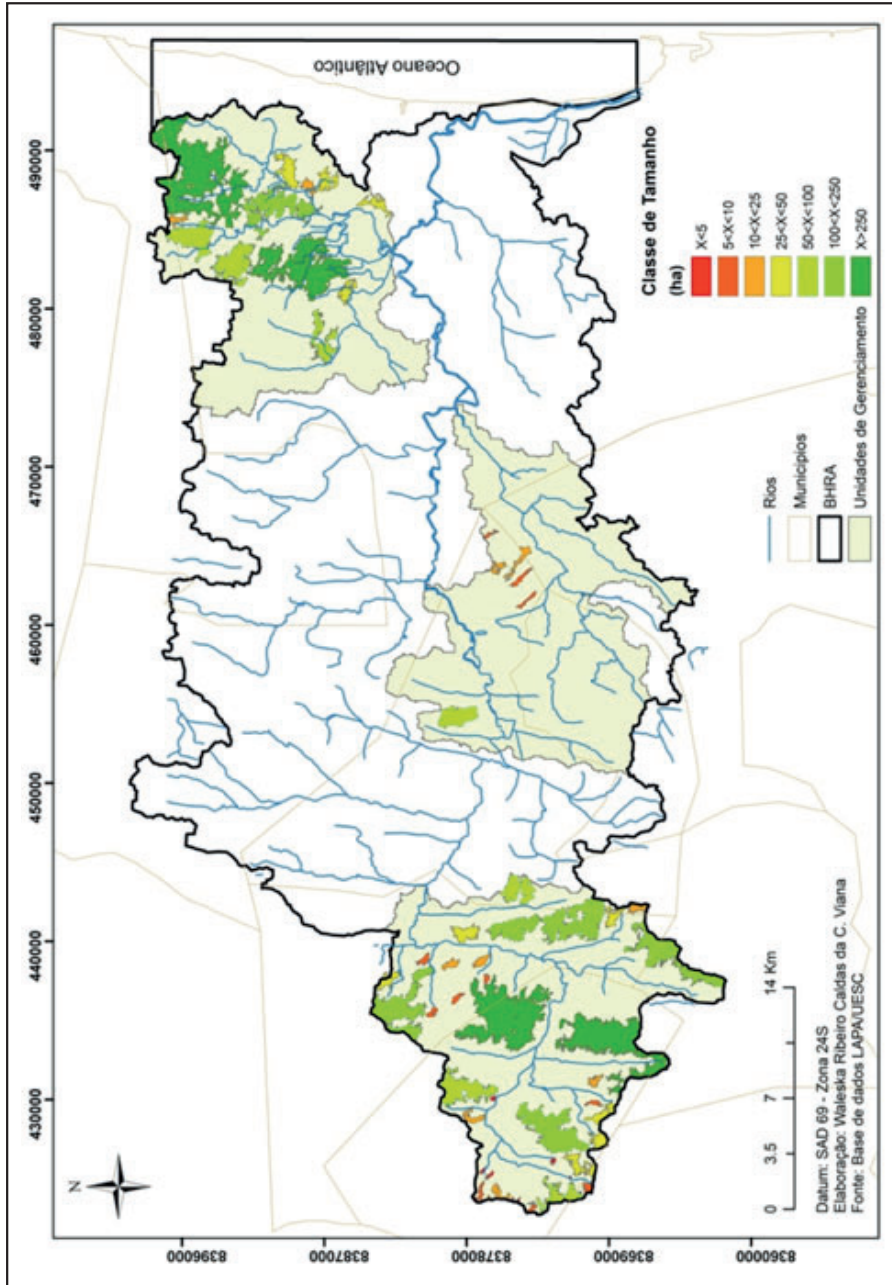 N
430000
440000
450000
460000
470000
480000
490000
8396000
8387000
8378000
8369000
8360000
Oceano Atlântico
0 3.5 7 14 Km
Datum: SAD 69 - Zona 24S
Elaboração: Waleska Ribeiro Caldas da C. Viana
Fonte: Base de dados LAPA/UESC
Rios
Municípios
BHRA
Unidades de Gerenciamento
Classe de Tamanho
(ha)
X<5
5<X<10
10<X<25
25<X<50
50<X<100
100<X<250
X>250